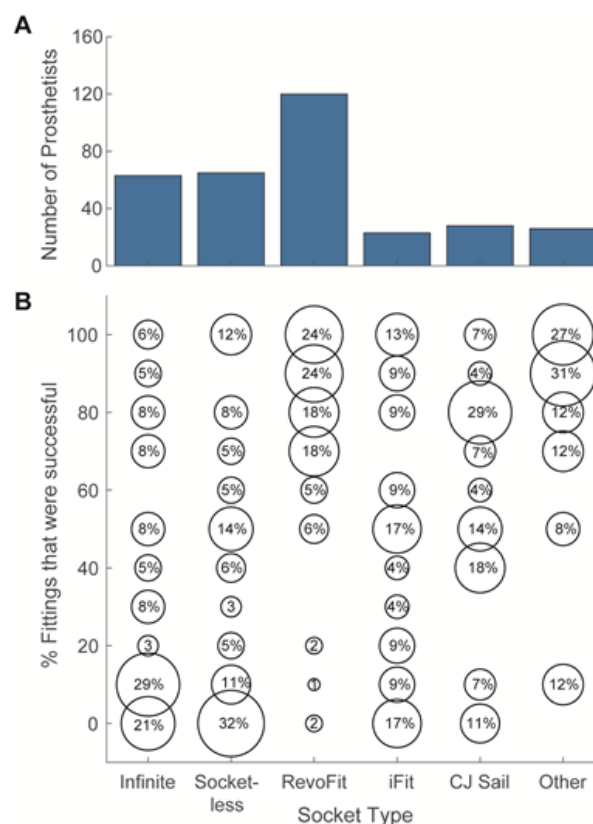 A
160
120
80
40
0
Number of Prosthetists
B
100
80
60
40
20
0
% Fittings that were successful
6% 12% 24% 13% 7% 27%
5% 24% 9% 4% 31%
8% 8% 18% 9% 29% 12%
8% 5% 18% 7% 12%
5% 5% 9% 4%
8% 14% 6% 17% 14% 8%
5% 6% 4% 18%
8% 3 4%
3 5% 2 9%
29% 11% 1 9% 7% 12%
21% 32% 2 17% 11%
Infinite Socket- RevoFit iFit CJ Sail Other
less
Socket Type